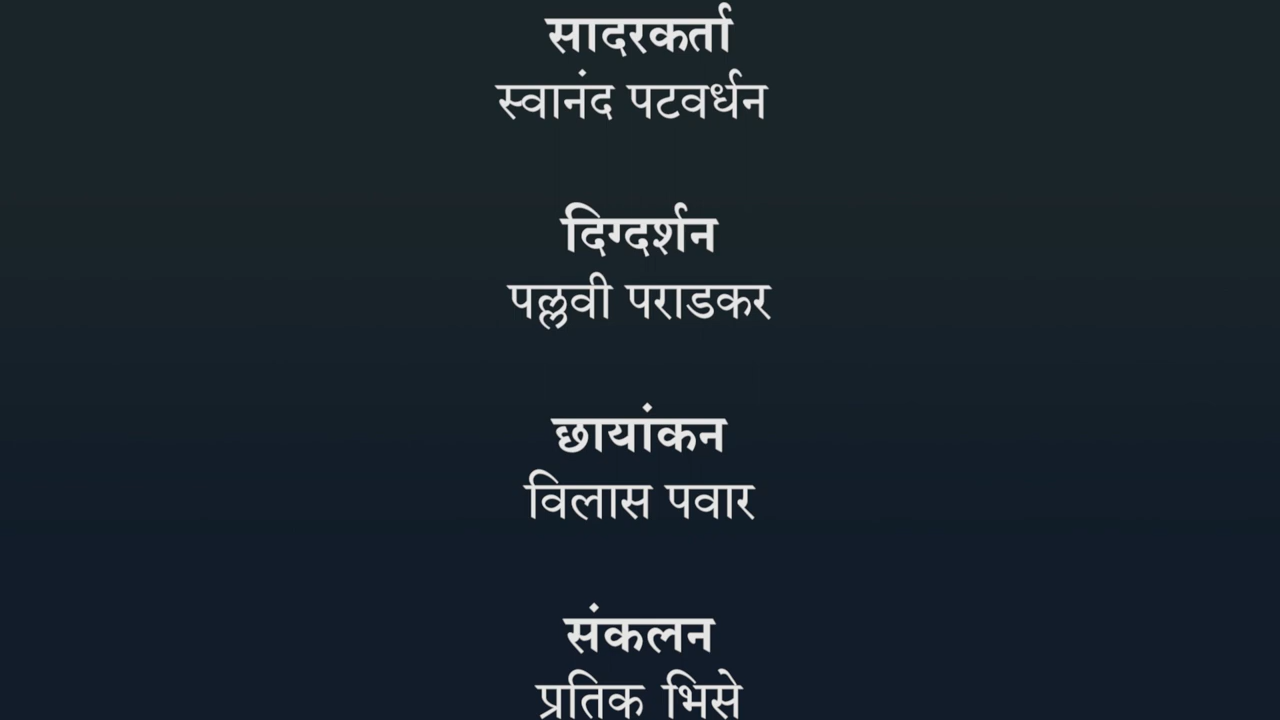 सादरकर्ता
स्वानंद पटवर्धन
दिग्दर्शन
पल्लवी पराडकर
छायांकन
विलास पवार
संकलन
प्रतिक भिसे